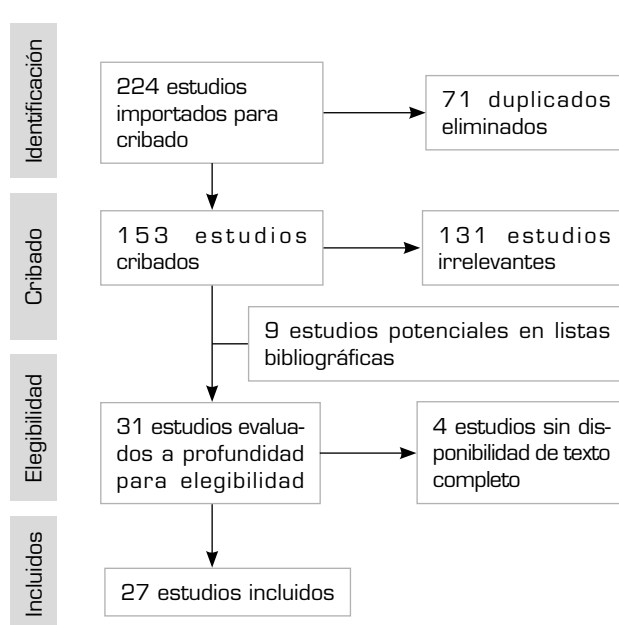 Identificación
224 estudios
importados para
cribado
71 duplicados
eliminados
Cribado
153 estudios
cribados
131 estudios
irrelevantes
9 estudios potenciales en listas
bibliográficas
Elegibilidad
31 estudios evalua-
dos a profundidad
para elegibilidad
4 estudios sin dis-
ponibilidad de texto
completo
Incluidos
27 estudios incluidos